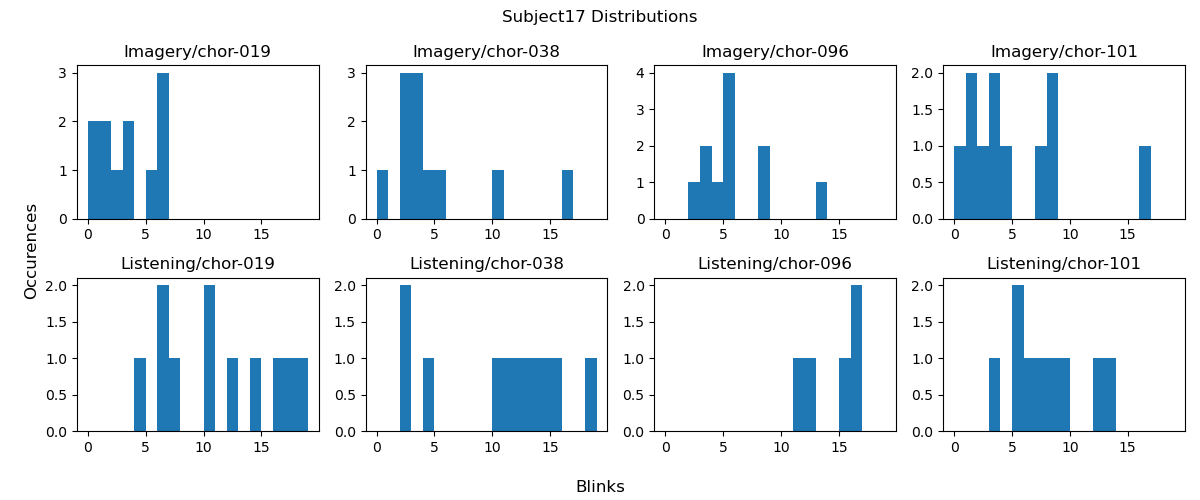 Subject17 Distributions
Imagery/chor-019
Imagery/chor-038
Imagery/chor-096
Imagery/chor-101
3
2
1
0
0 5 10 15
3
2
1
0
0 5 10 15
4
3
2
1
0
0 5 10 15
2.0
1.5
1.0
0.5
0.0
0 5 10 15
Occurences
Listening/chor-019
Listening/chor-038
Listening/chor-096
Listening/chor-101
2.0
1.5
1.0
0.5
0.0
0 5 10 15
2.0
1.5
1.0
0.5
0.0
0 5 10 15
2.0
1.5
1.0
0.5
0.0
0 5 10 15
2.0
1.5
1.0
0.5
0.0
0 5 10 15
Blinks